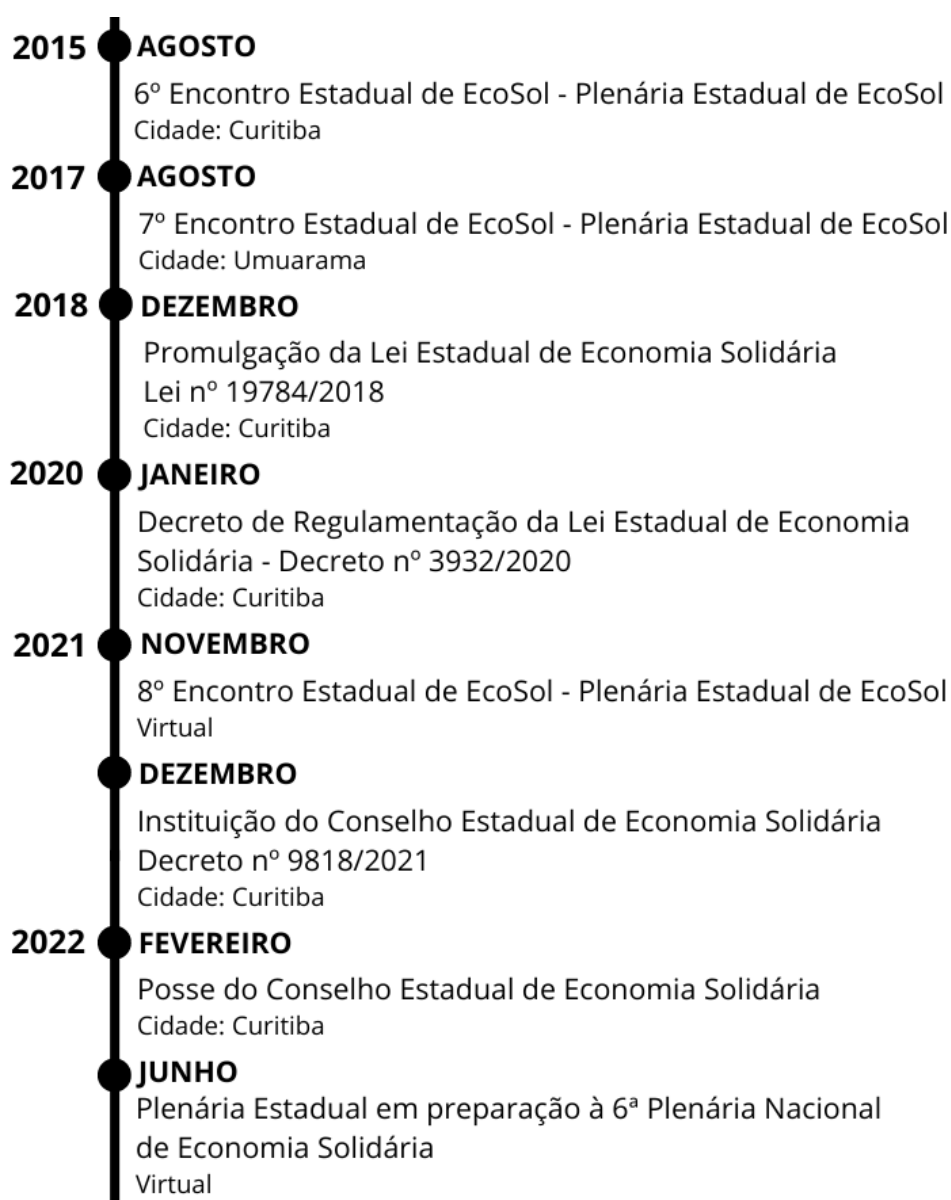 2015 AGOSTO
6º Encontro Estadual de EcoSol - Plenária Estadual de EcoSol
Cidade: Curitiba
2017 AGOSTO
7º Encontro Estadual de EcoSol - Plenária Estadual de EcoSol
Cidade: Umuarama
2018 DEZEMBRO
Promulgação da Lei Estadual de Economia Solidária
Lei nº 19784/2018
Cidade: Curitiba
2020 JANEIRO
Decreto de Regulamentação da Lei Estadual de Economia
Solidária - Decreto nº 3932/2020
Cidade: Curitiba
2021 NOVEMBRO
8º Encontro Estadual de EcoSol - Plenária Estadual de EcoSol
Virtual
DEZEMBRO
Instituição do Conselho Estadual de Economia Solidária
Decreto nº 9818/2021
Cidade: Curitiba
2022 FEVEREIRO
Posse do Conselho Estadual de Economia Solidária
Cidade: Curitiba
JUNHO
Plenária Estadual em preparação à 6ª Plenária Nacional
de Economia Solidária
Virtual